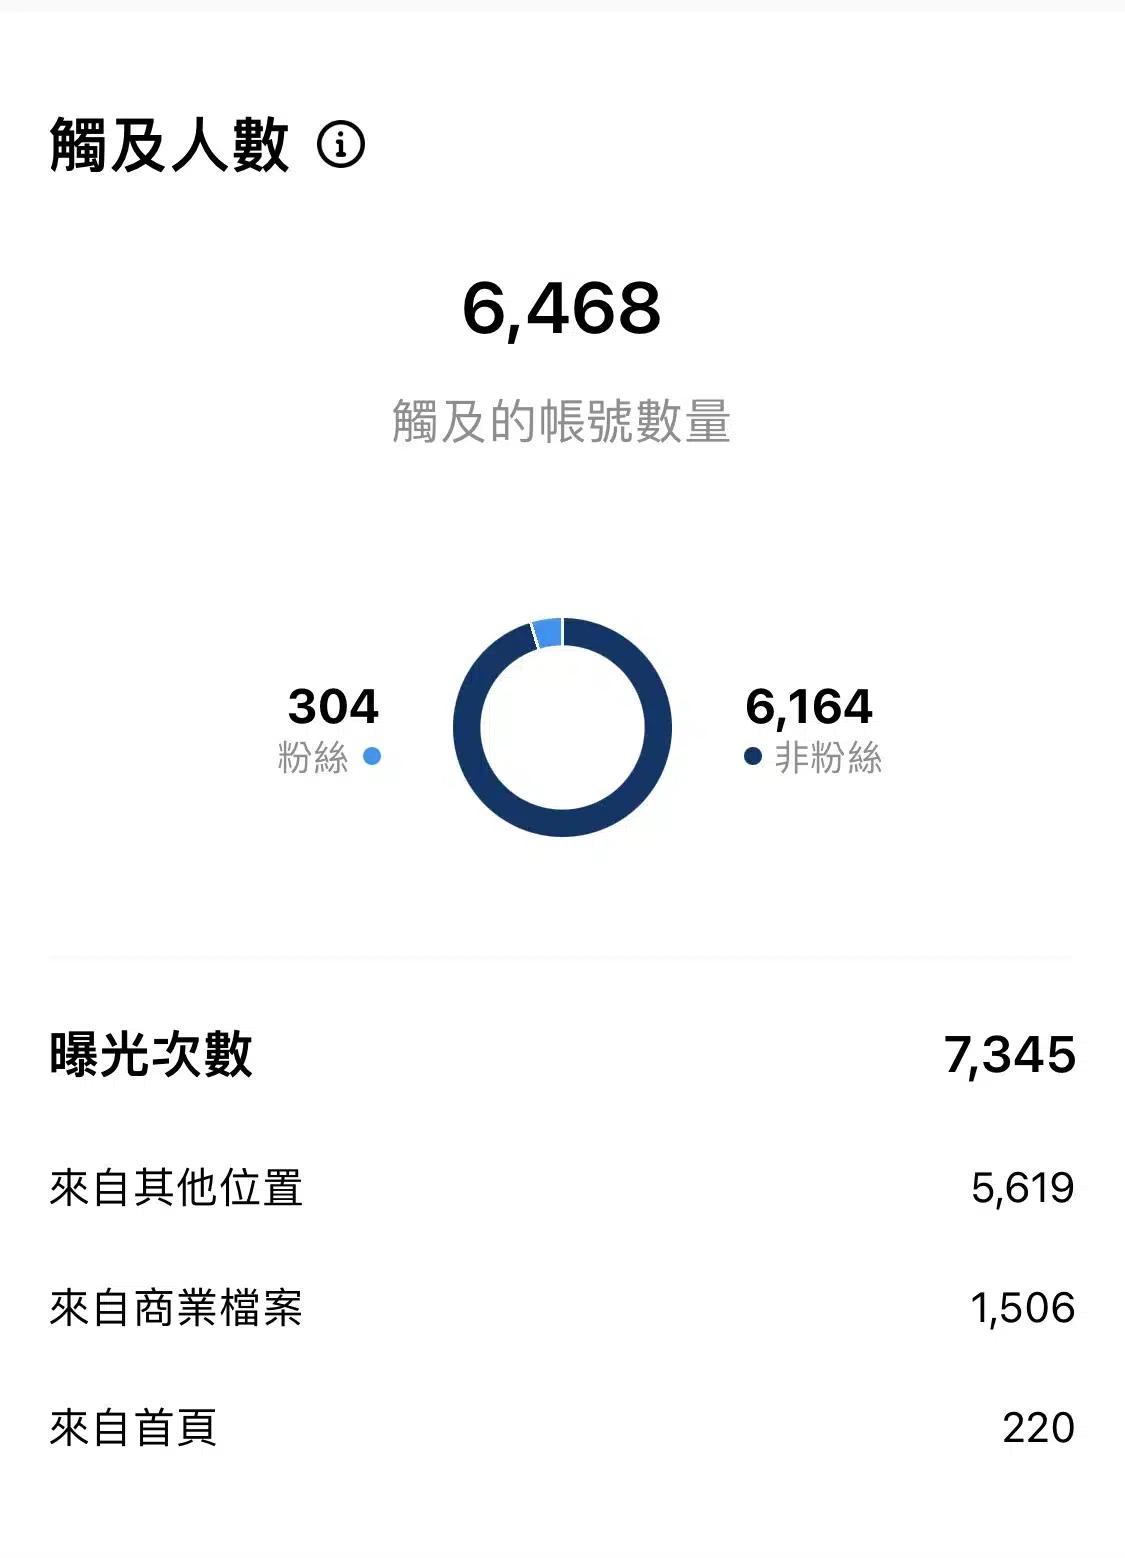 觸及人數
6,468
觸及的帳號數量
304
粉絲
6,164
非粉絲
曝光次數 7,345
來自其他位置 5,619
來自商業檔案 1,506
來自首頁 220